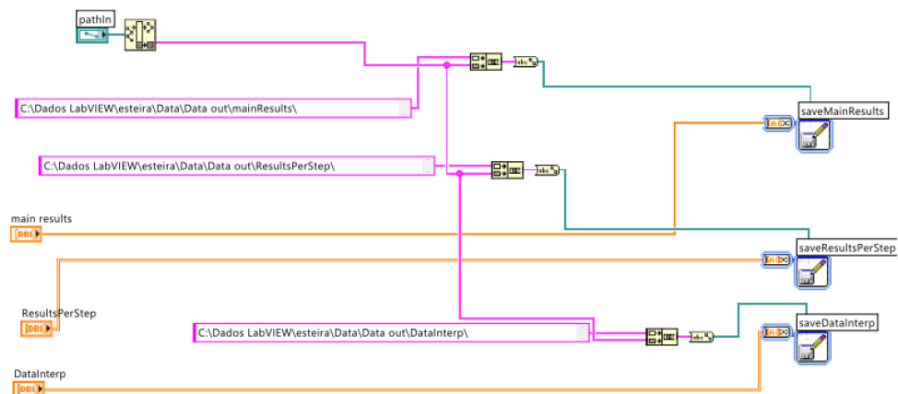 pathIn
C:\Dados LabVIEW\esteira\Data\Data out\mainResults\
saveMainResults
C:\Dados LabVIEW\esteira\Data\Data out\ResultsPerStep\
main results
[DBL]
saveResultsPerStep
ResultsPerStep
[DBL]
C:\Dados LabVIEW\esteira\Data\Data out\DataInterp\
saveDataInterp
DataInterp
[DBL]